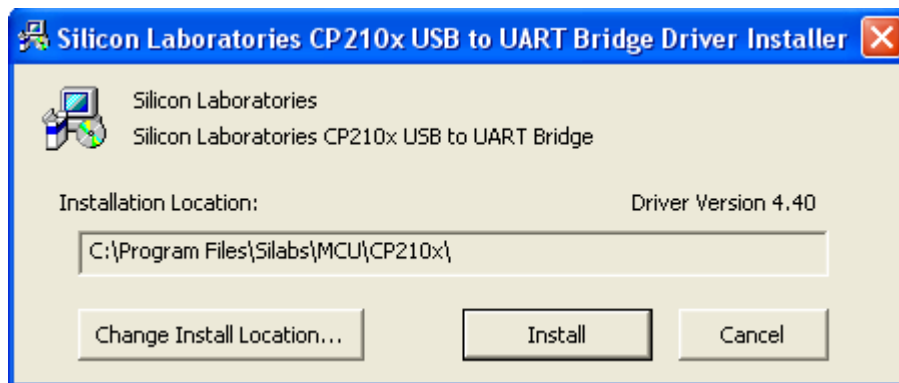 Silicon Laboratories CP210x USB to UART Bridge Driver Installer
Silicon Laboratories
Silicon Laboratories CP210x USB to UART Bridge
Installation Location: Driver Version 4.40
C:\Program Files\Silabs\MCU\CP210x\
Change Install Location... Install Cancel